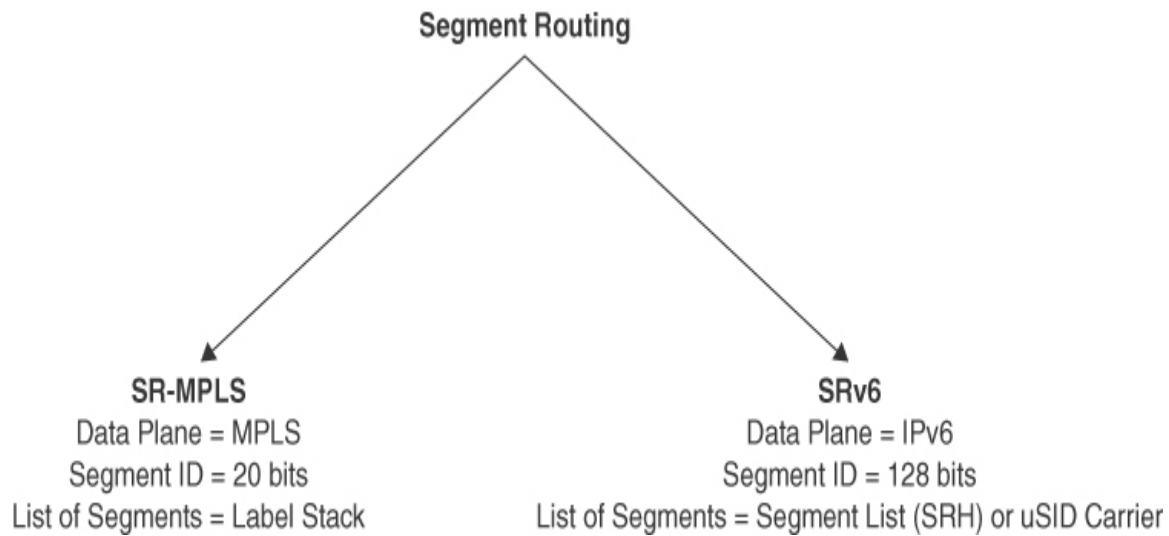 Segment Routing
SR-MPLS
Data Plane = MPLS
Segment ID = 20 bits
List of Segments = Label Stack
SRv6
Data Plane = IPv6
Segment ID = 128 bits
List of Segments = Segment List (SRH) or uSID Carrier